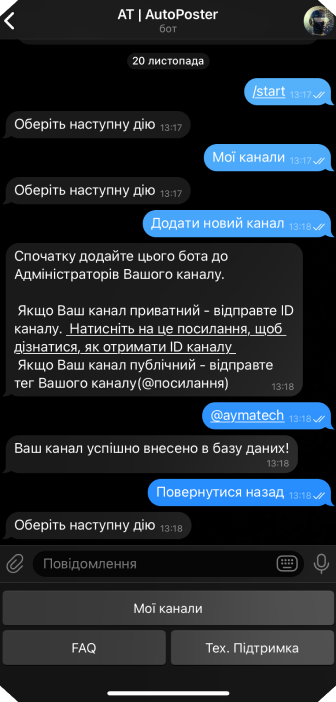 AT | AutoPoster
бот
20 листопада
/start 13:17
Оберіть наступну дію 13:17
Мої канали 13:17
Оберіть наступну дію 13:17
Додати новий канал 13:18
Спочатку додайте цього бота до
Адміністраторів Вашого каналу.
Якщо Ваш канал приватний - відправте ID
каналу. Натисніть на це посилання, щоб
дізнатися, як отримати ID каналу
Якщо Ваш канал публічний - відправте
тег Вашого каналу(@посилання) 13:18
@aymatech 13:18
Ваш канал успішно внесено в базу даних!
13:18
Повернутися назад 13:18
Оберіть наступну дію 13:18
Повідомлення
Мої канали
FAQ
Тех. Підтримка